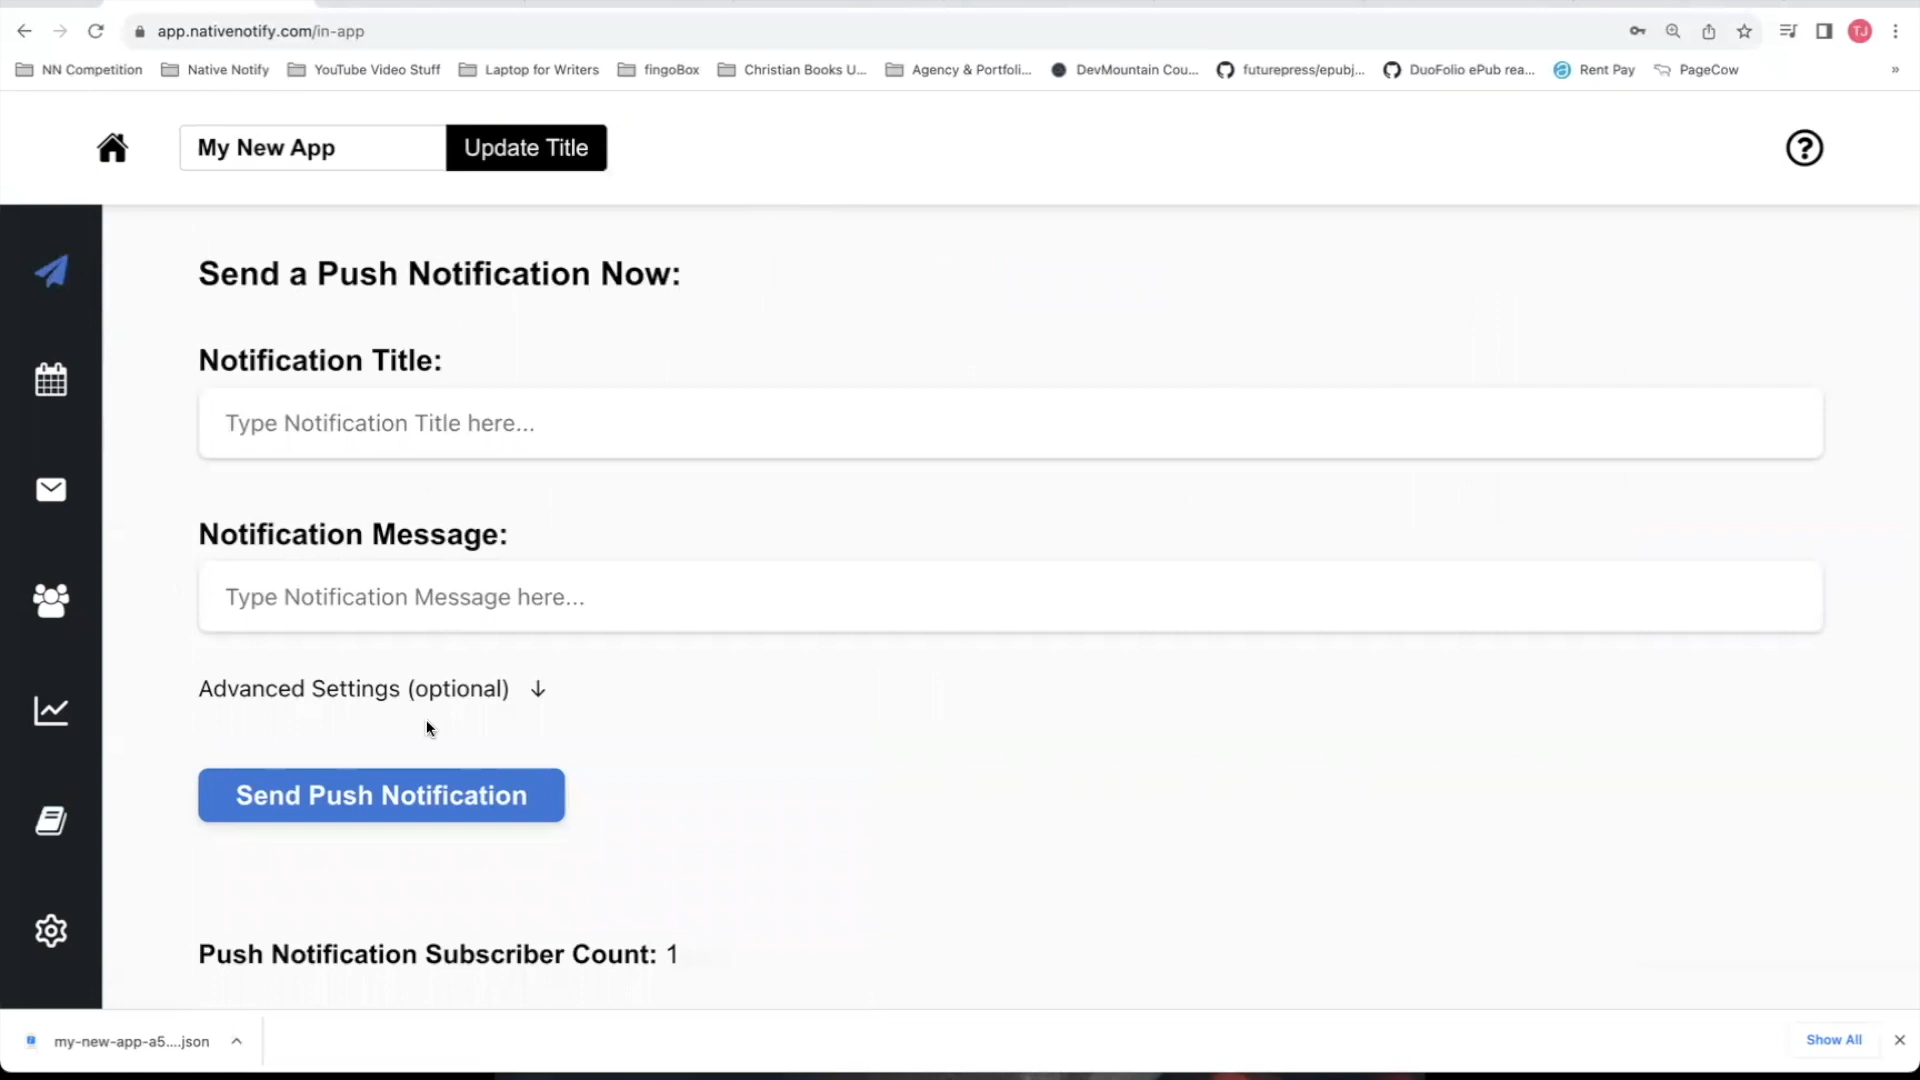 app.nativenotify.com/in-app
TJ
NN Competition
Native Notify
YouTube Video Stuff
Laptop for Writers
fingoBox
Christian Books U...
Agency & Portfoli...
DevMountain Cou...
futurepress/epubj...
DuoFolio ePub rea...
Rent Pay
PageCow
»
My New App
Update Title
?
Send a Push Notification Now:
Notification Title:
Type Notification Title here...
Notification Message:
Type Notification Message here...
Advanced Settings (optional) ↓
Send Push Notification
Push Notification Subscriber Count: 1
my-new-app-a5....json
Show All